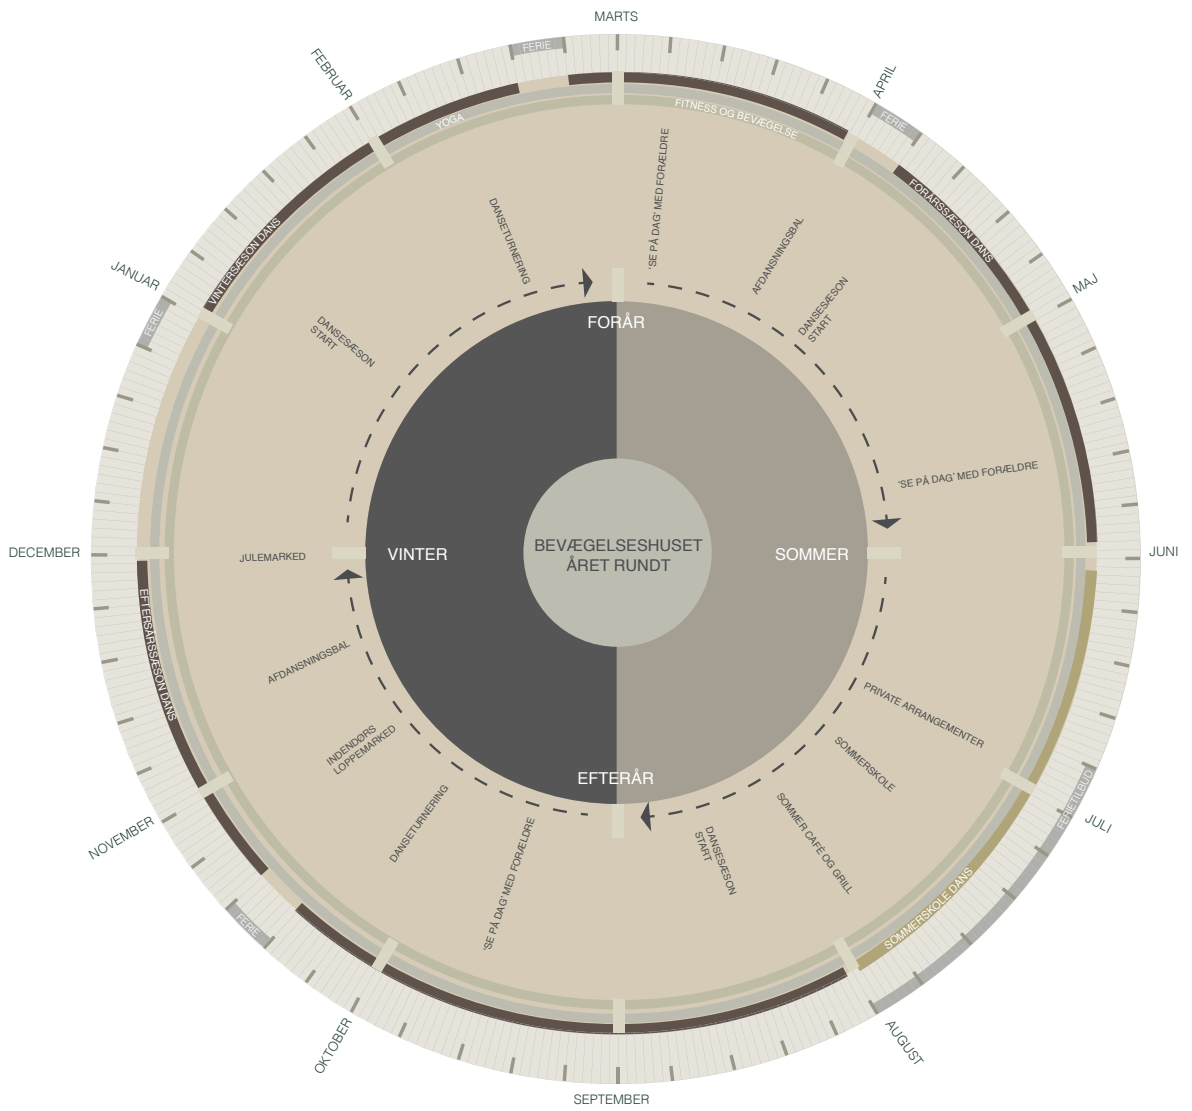 MARTS
APRIL
MAJ
JUNI
JULI
AUGUST
SEPTEMBER
OKTOBER
NOVEMBER
DECEMBER
JANUAR
FEBRUAR
FERIE
FERIE
FERIETILBUD
FERIE
FERIE
FITNESS OG BEVÆGELSE
FORÅRSSÆSON DANS
SOMMERSKOLE DANS
EFTERSÅRSSÆSON DANS
VINTERSÆSON DANS
YOGA
'SE PÅ DAG' MED FORÆLDRE
AFDANSNINGSBAL
DANSESÆSON
START
'SE PÅ DAG' MED FORÆLDRE
PRIVATE ARRANGEMENTER
SOMMERSKOLE
SOMMER CAFÉ OG GRILL
DANSESÆSON
START
'SE PÅ DAG' MED FORÆLDRE
DANSETURNERING
INDENDØRS
LOPPEMARKED
AFDANSNINGSBAL
JULEMARKED
DANSESÆSON
START
DANSETURNERING
FORÅR
SOMMER
EFTERÅR
VINTER
BEVÆGELSESHUSET
ÅRET RUNDT